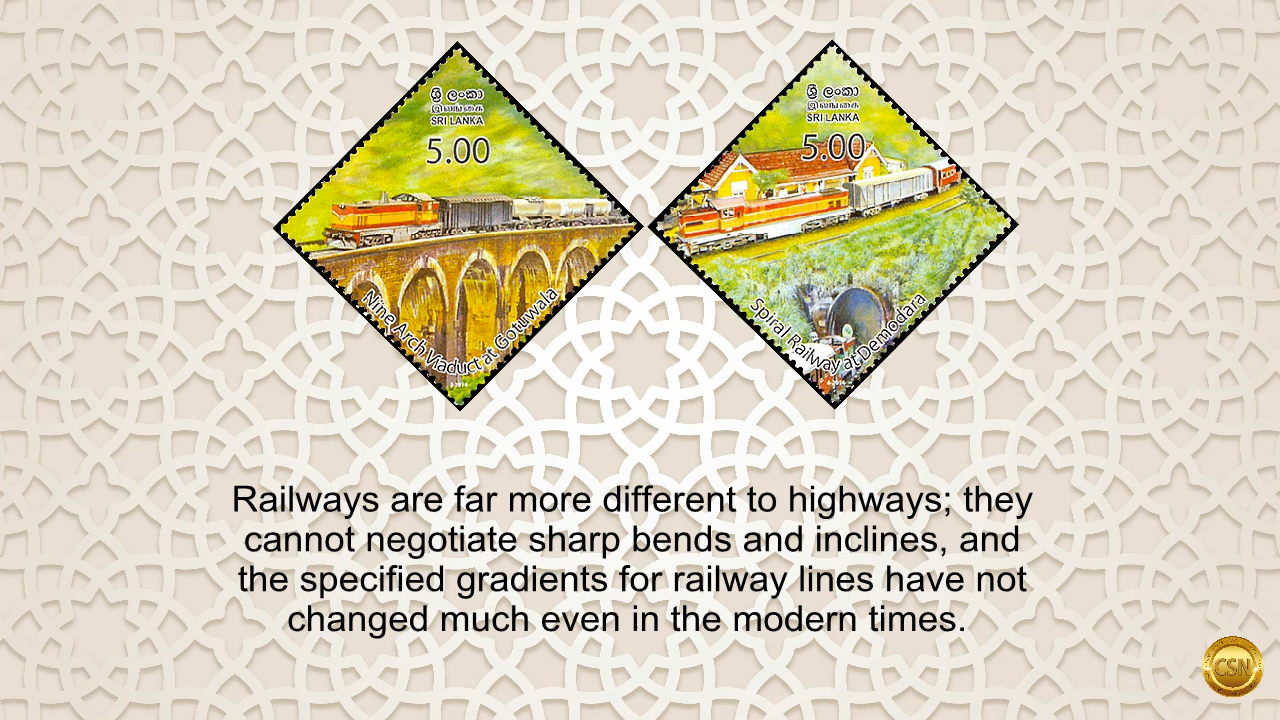 ශ්‍රී ලංකා
இலங்கை
SRI LANKA
5.00
Nine Arch Viaduct at Gotuwala
ශ්‍රී ලංකා
இலங்கை
SRI LANKA
5.00
Spiral Railway at Demodara
Railways are far more different to highways; they
cannot negotiate sharp bends and inclines, and
the specified gradients for railway lines have not
changed much even in the modern times.
CSN